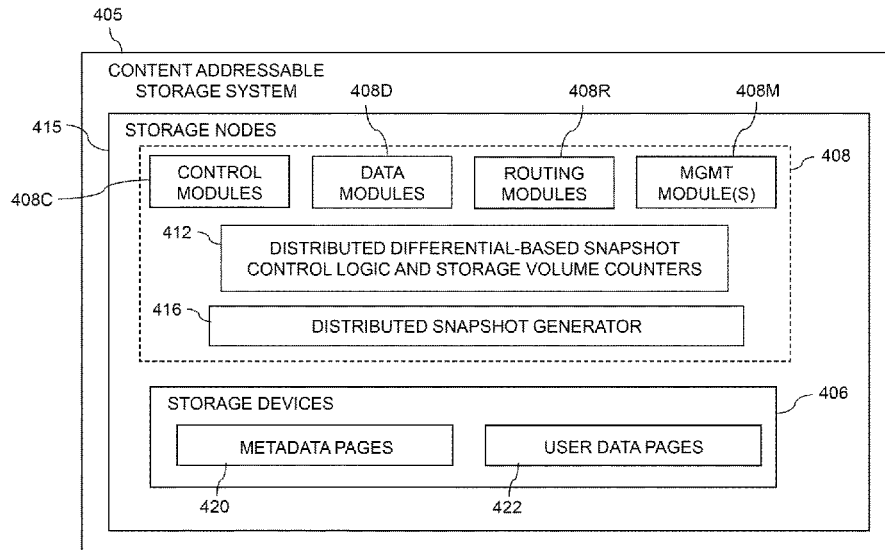 405
CONTENT ADDRESSABLE
STORAGE SYSTEM
408D
408R
408M
415
STORAGE NODES
408
CONTROL
MODULES
DATA
MODULES
ROUTING
MODULES
MGMT
MODULE(S)
408C
412
DISTRIBUTED DIFFERENTIAL-BASED SNAPSHOT
CONTROL LOGIC AND STORAGE VOLUME COUNTERS
416
DISTRIBUTED SNAPSHOT GENERATOR
STORAGE DEVICES
406
METADATA PAGES
USER DATA PAGES
420
422